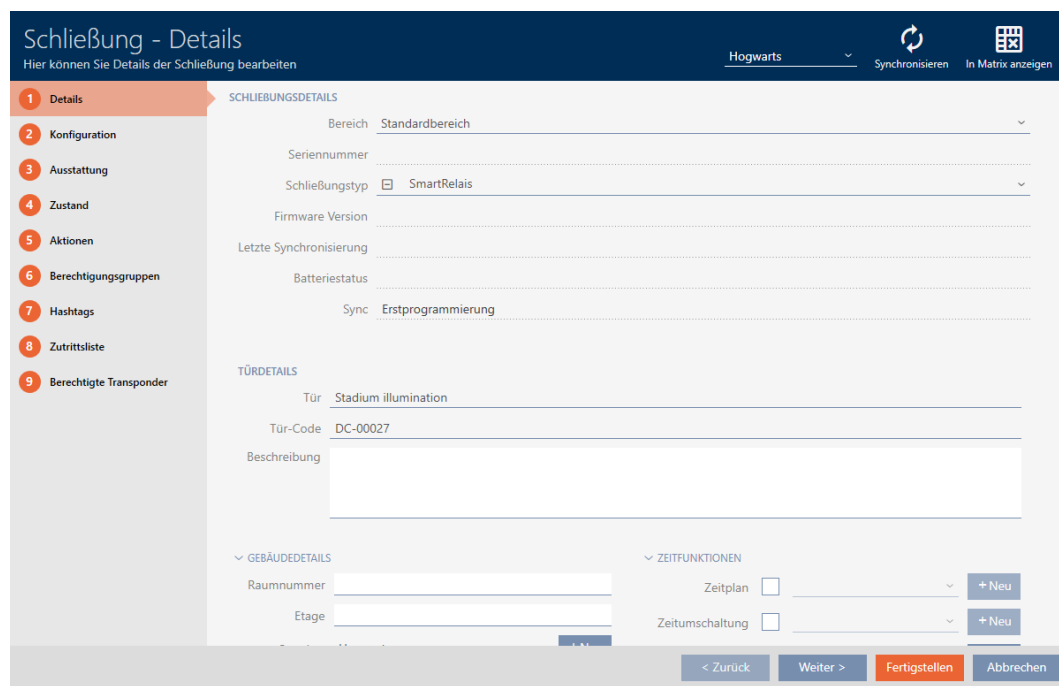 Schließung - Details
Hier können Sie Details der Schließung bearbeiten
Hogwarts
Synchronisieren
In Matrix anzeigen
1 Details
2 Konfiguration
3 Ausstattung
4 Zustand
5 Aktionen
6 Berechtigungsgruppen
7 Hashtags
8 Zutrittsliste
9 Berechtigte Transponder
SCHLIEßUNGSDETAILS
Bereich Standardbereich
Seriennummer
Schließungstyp SmartRelais
Firmware Version
Letzte Synchronisierung
Batteriestatus
Sync Erstprogrammierung
TÜRDETAILS
Tür Stadium illumination
Tür-Code DC-00027
Beschreibung
GEBÄUDEDETAILS
Raumnummer
Etage
ZEITFUNKTIONEN
Zeitplan + Neu
Zeitumschaltung + Neu
< Zurück Weiter > Fertigstellen Abbrechen